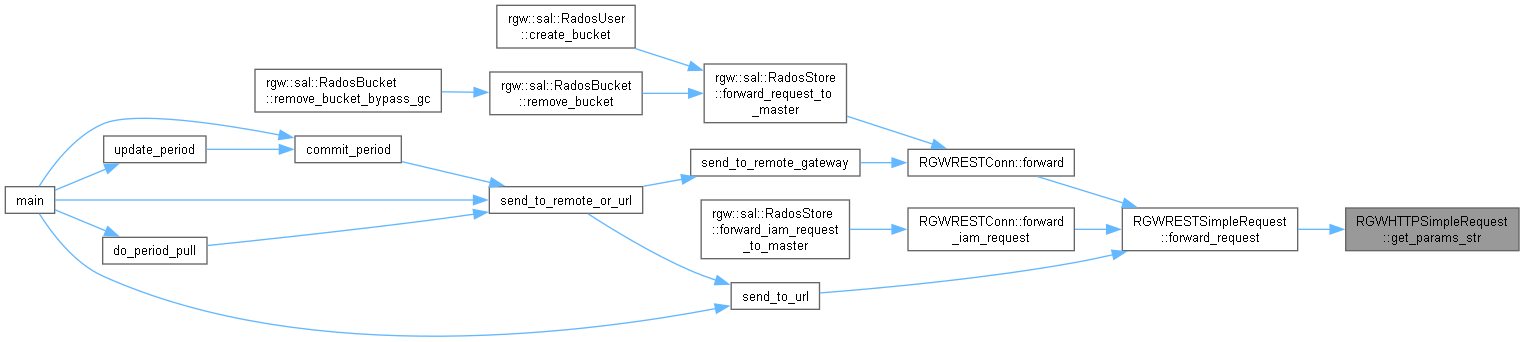 rgw::sal::RadosUser
::create_bucket
rgw::sal::RadosBucket
::remove_bucket_bypass_gc
rgw::sal::RadosBucket
::remove_bucket
rgw::sal::RadosStore
::forward_request_to
_master
update_period
commit_period
send_to_remote_gateway
RGWRESTConn::forward
main
send_to_remote_or_url
rgw::sal::RadosStore
::forward_iam_request
_to_master
RGWRESTConn::forward
_iam_request
RGWRESTSimpleRequest
::forward_request
RGWHTTPSimpleRequest
::get_params_str
do_period_pull
send_to_url